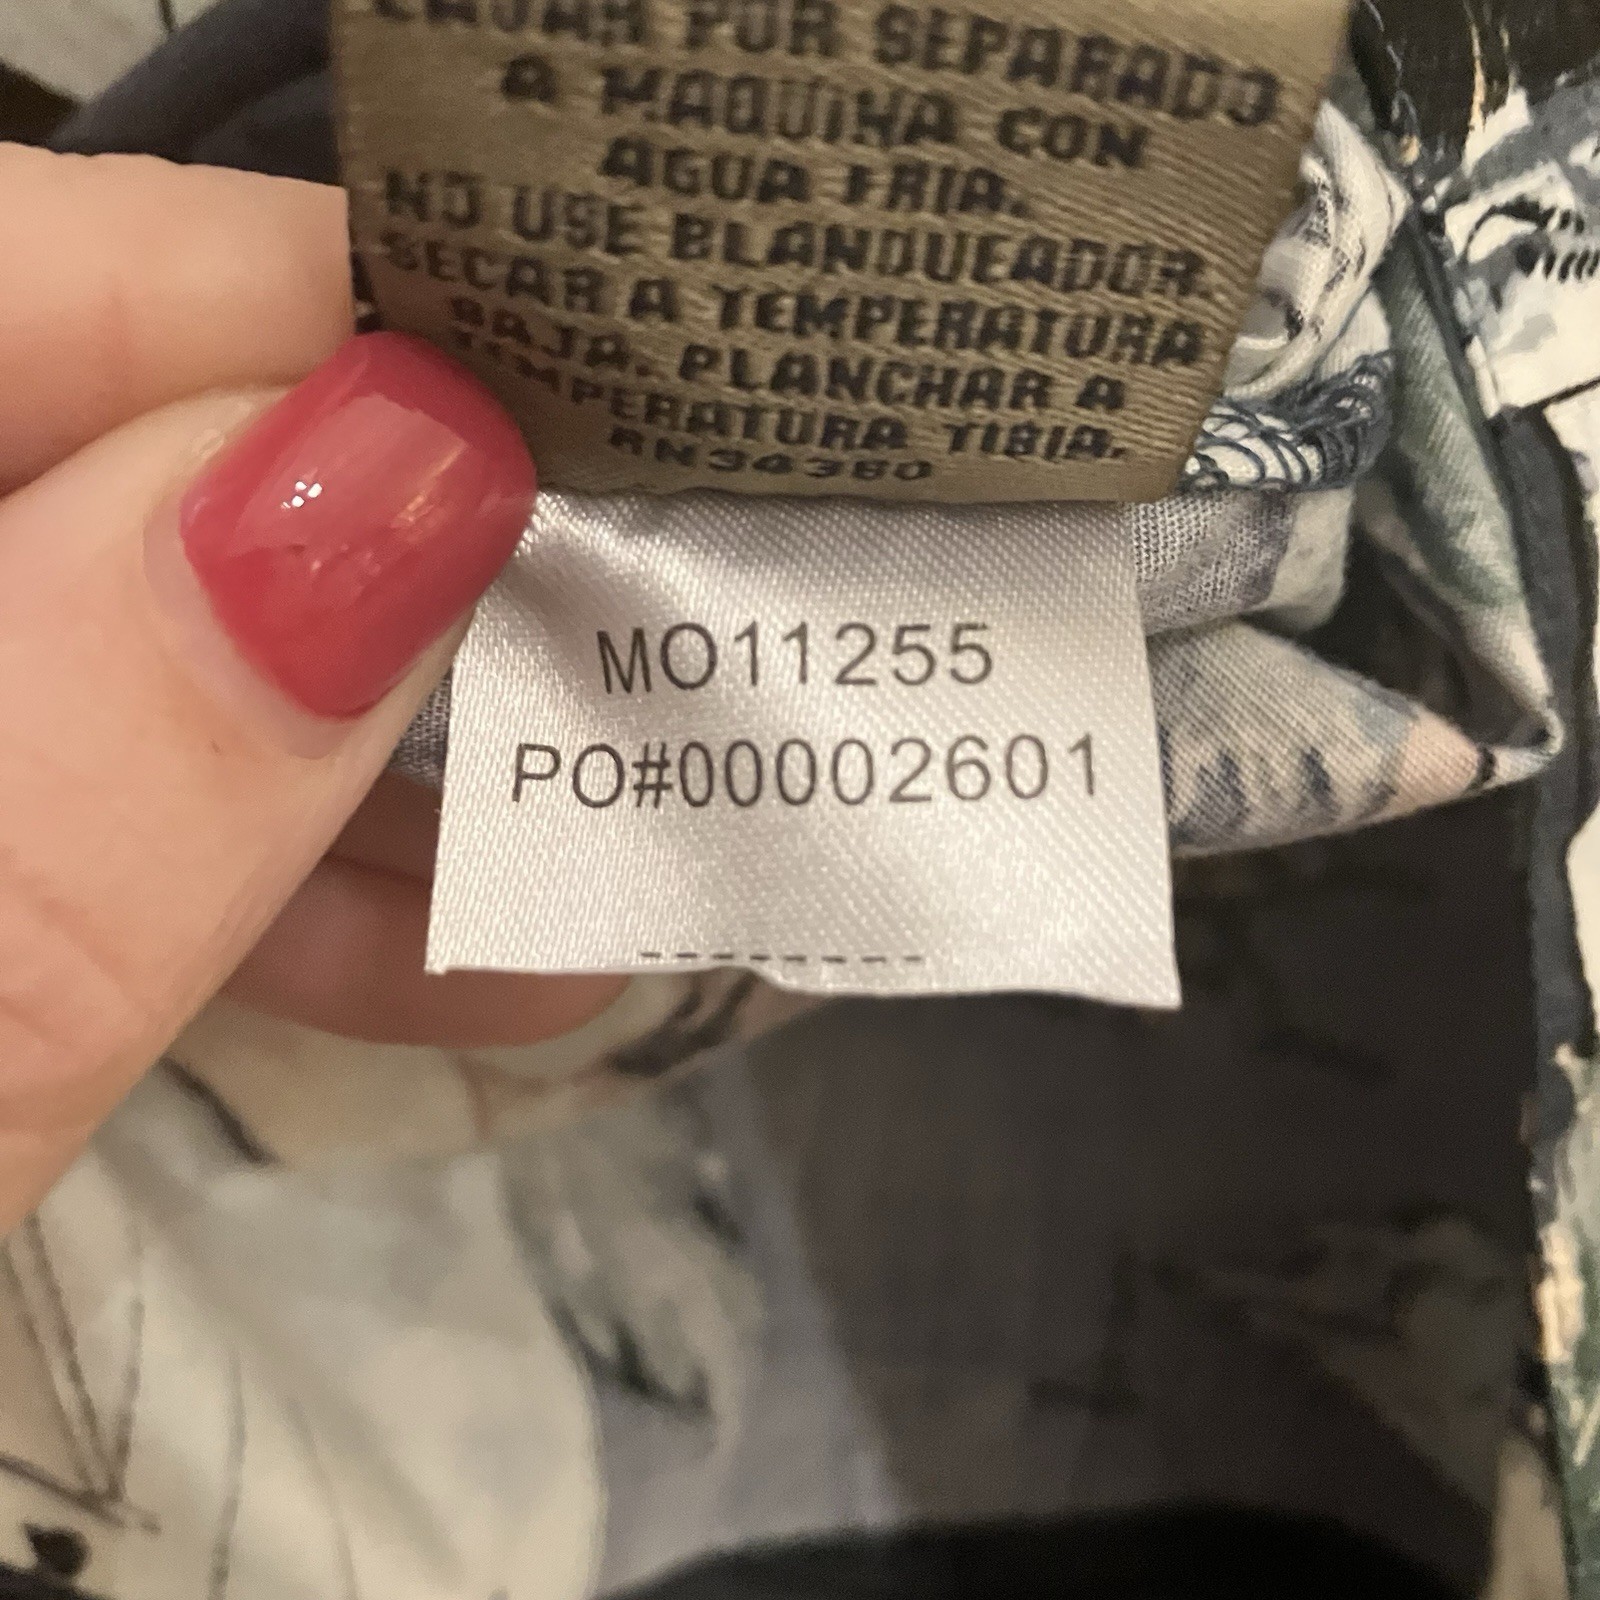 LAVAR POR SEPARADO
A MAQUINA CON
AGUA FRIA.
NO USE BLANQUEADOR.
SECAR A TEMPERATURA
BAJA. PLANCHAR A
TEMPERATURA TIBIA.
RN34380
MO11255
PO#00002601